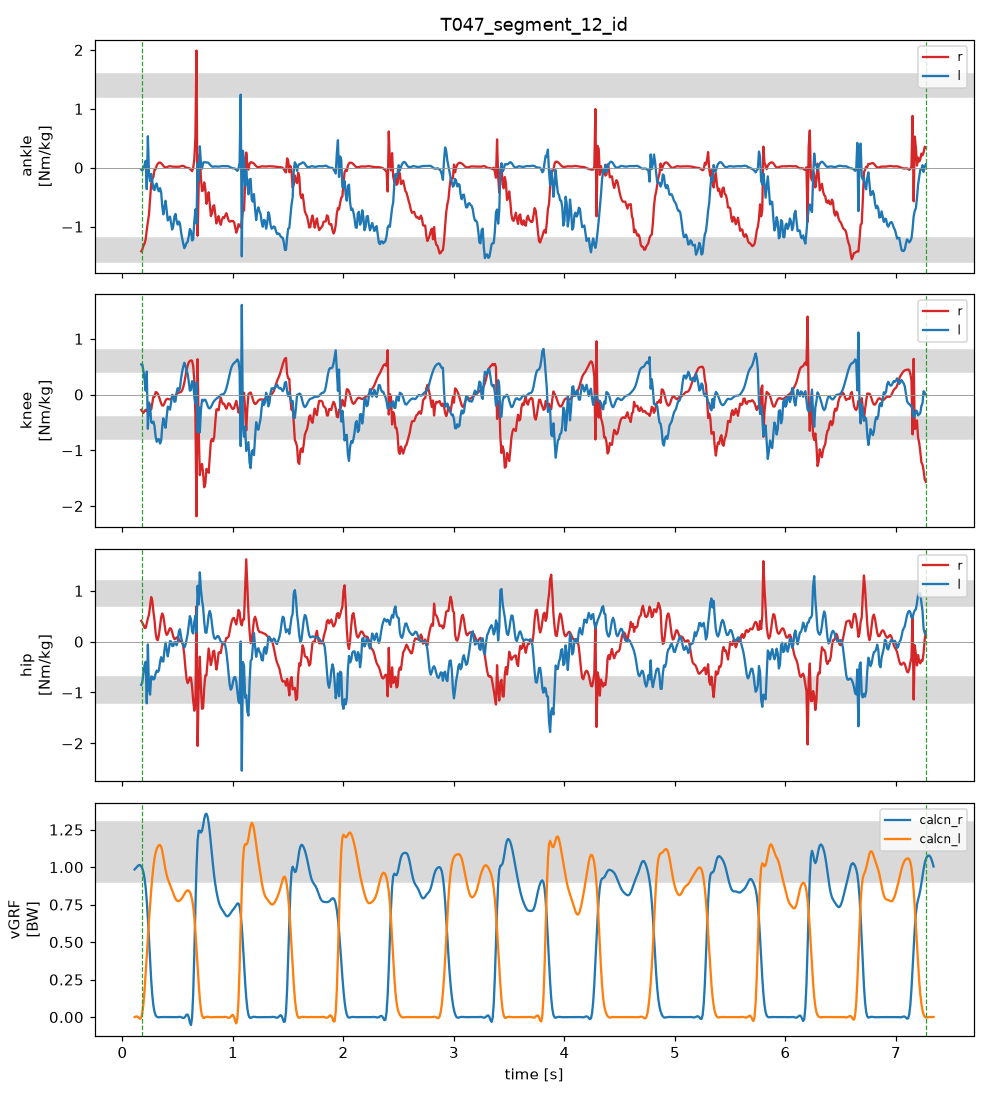 T047_segment_12_id
2
1
0
−1
ankle
[Nm/kg]
r
l
1
0
−1
−2
knee
[Nm/kg]
r
l
1
0
−1
−2
hip
[Nm/kg]
r
l
1.25
1.00
0.75
0.50
0.25
0.00
vGRF
[BW]
calcn_r
calcn_l
0 1 2 3 4 5 6 7
time [s]